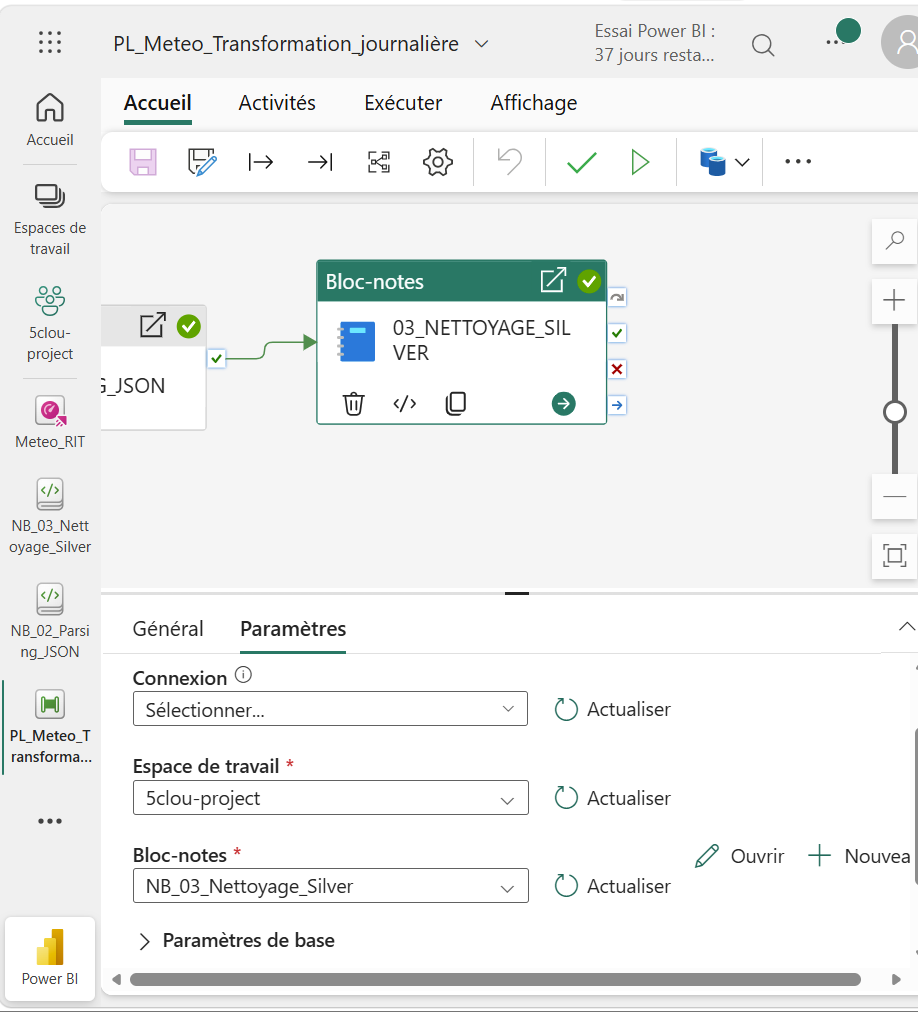 PL_Meteo_Transformation_journalière
Essai Power BI :
37 jours resta...
Accueil
Activités
Exécuter
Affichage
Accueil
Espaces de
travail
5clou-
project
Meteo_RIT
NB_03_Nett
oyage_Silver
NB_02_Parsi
ng_JSON
PL_Meteo_T
ransforma...
Power BI
G_JSON
Bloc-notes
03_NETTOYAGE_SIL
VER
Général
Paramètres
Connexion
Sélectionner...
Actualiser
Espace de travail *
5clou-project
Actualiser
Bloc-notes *
NB_03_Nettoyage_Silver
Actualiser
Ouvrir
Nouvea
Paramètres de base